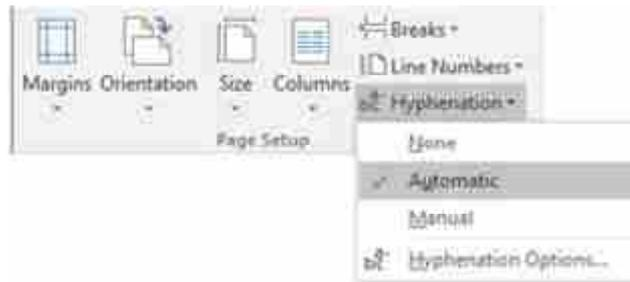 Breaks
Line Numbers
Margins Orientation Size Columns
Hyphenation
Page Setup
None
Automatic
Manual
Hyphenation Options...